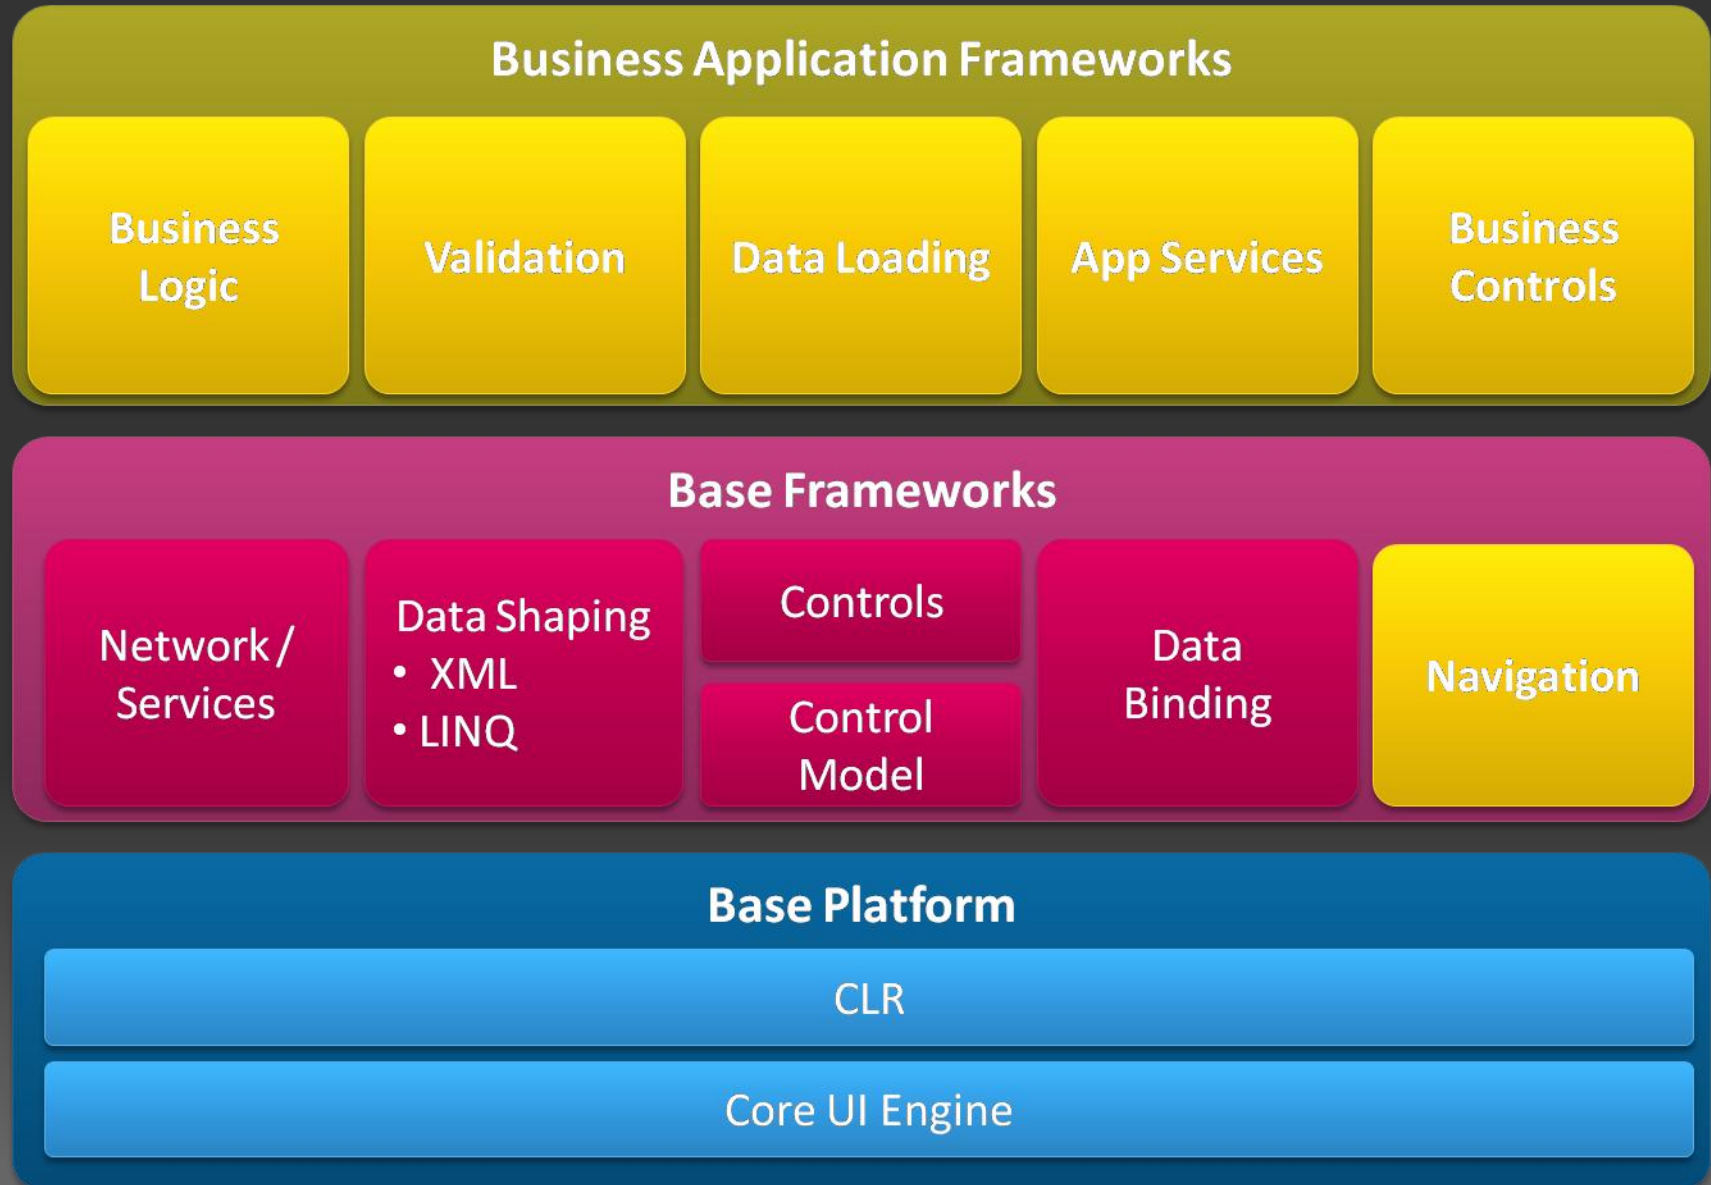 Business Application Frameworks
Business
Logic
Validation
Data Loading
App Services
Business
Controls
Base Frameworks
Network /
Services
Data Shaping
• XML
• LINQ
Controls
Control
Model
Data
Binding
Navigation
Base Platform
CLR
Core UI Engine